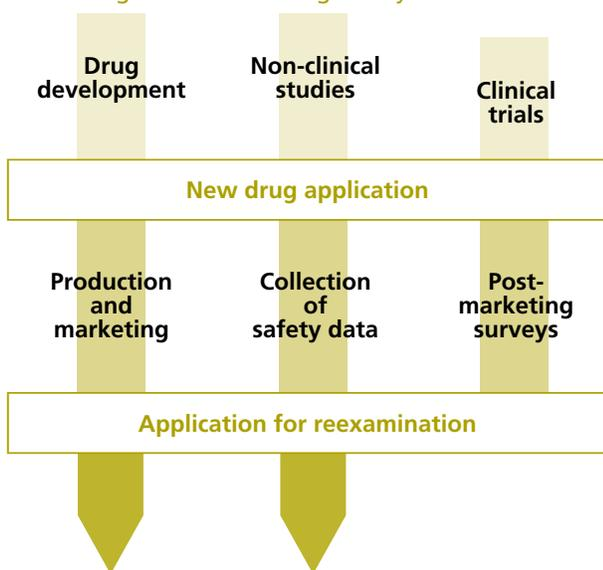 Drug
development
Non-clinical
studies
Clinical
trials
New drug application
Production
and
marketing
Collection
of
safety data
Post-
marketing
surveys
Application for reexamination